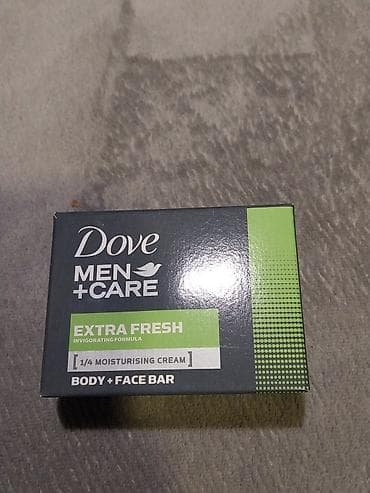 Dove
MEN
+CARE
EXTRA FRESH
INVIGORATING FORMULA
[ 1/4 MOISTURISING CREAM ]
BODY + FACE BAR